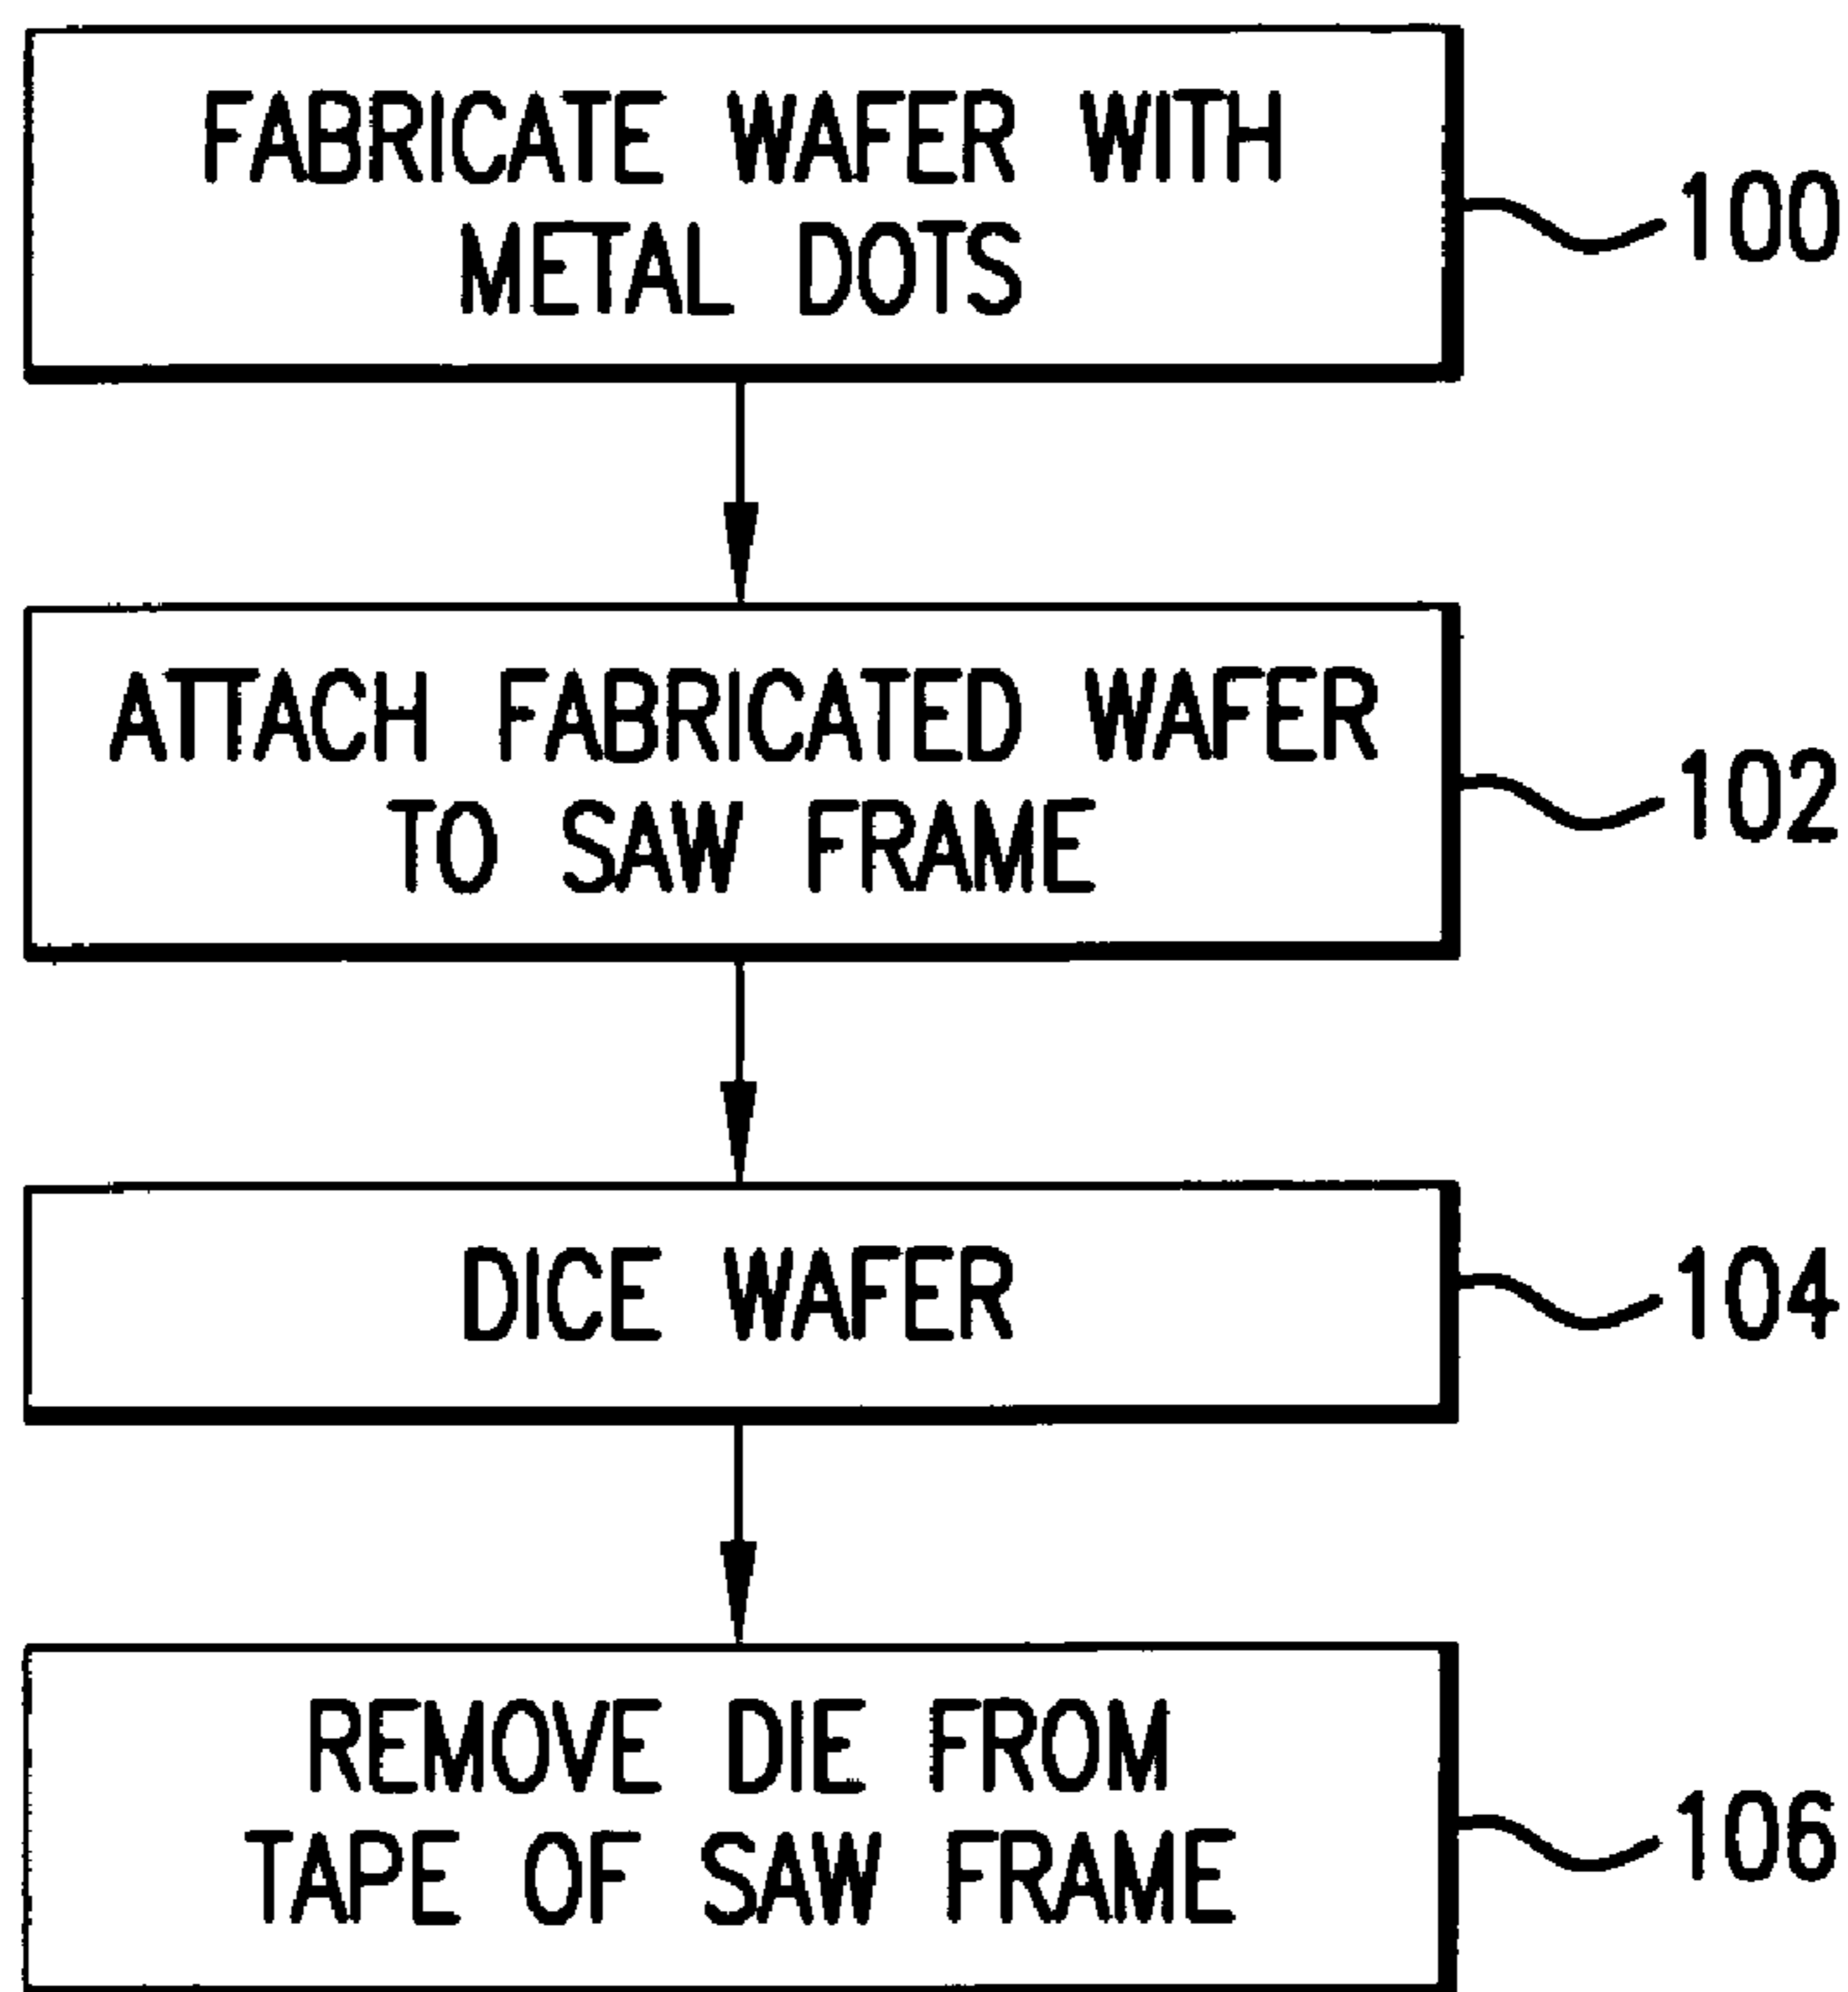 FABRICATE WAFER WITH
METAL DOTS
100
ATTACH FABRICATED WAFER
TO SAW FRAME
102
DICE WAFER
104
REMOVE DIE FROM
TAPE OF SAW FRAME
106